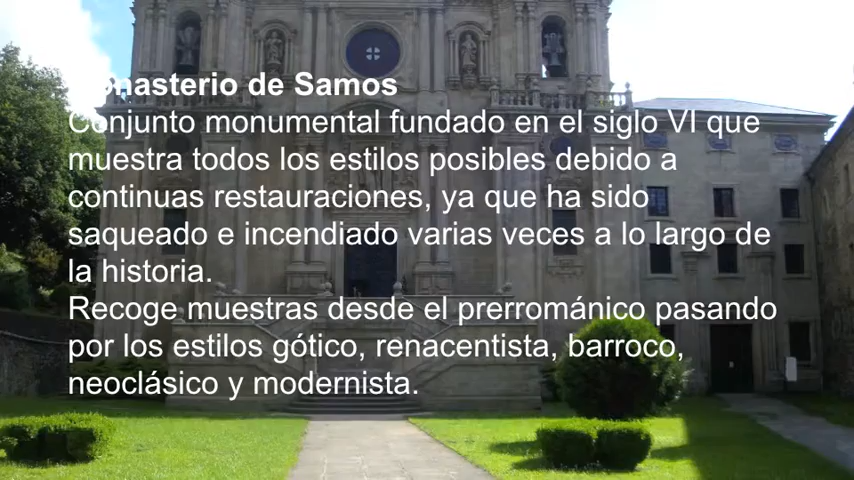 Monasterio de Samos
Conjunto monumental fundado en el siglo VI que
muestra todos los estilos posibles debido a
continuas restauraciones, ya que ha sido
saqueado e incendiado varias veces a lo largo de
la historia.
Recoge muestras desde el prerrománico pasando
por los estilos gótico, renacentista, barroco,
neoclásico y modernista.